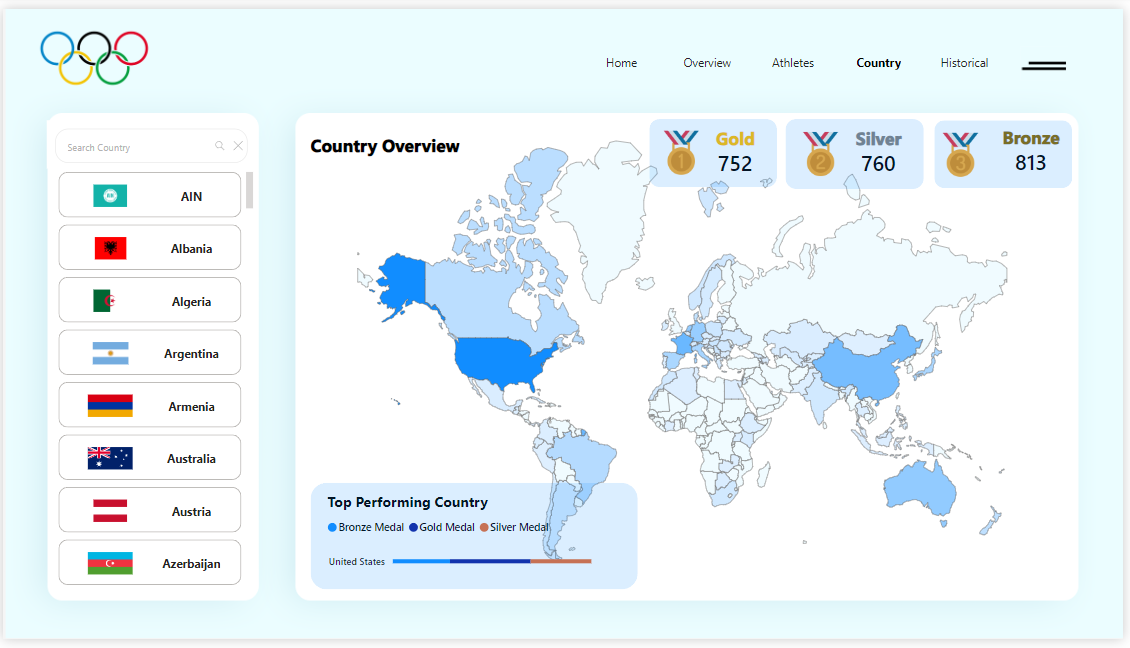 Home Overview Athletes Country Historical
Search Country
AIN
Albania
Algeria
Argentina
Armenia
Australia
Austria
Azerbaijan
Country Overview
1 Gold
752
2 Silver
760
3 Bronze
813
Top Performing Country
Bronze Medal Gold Medal Silver Medal
United States